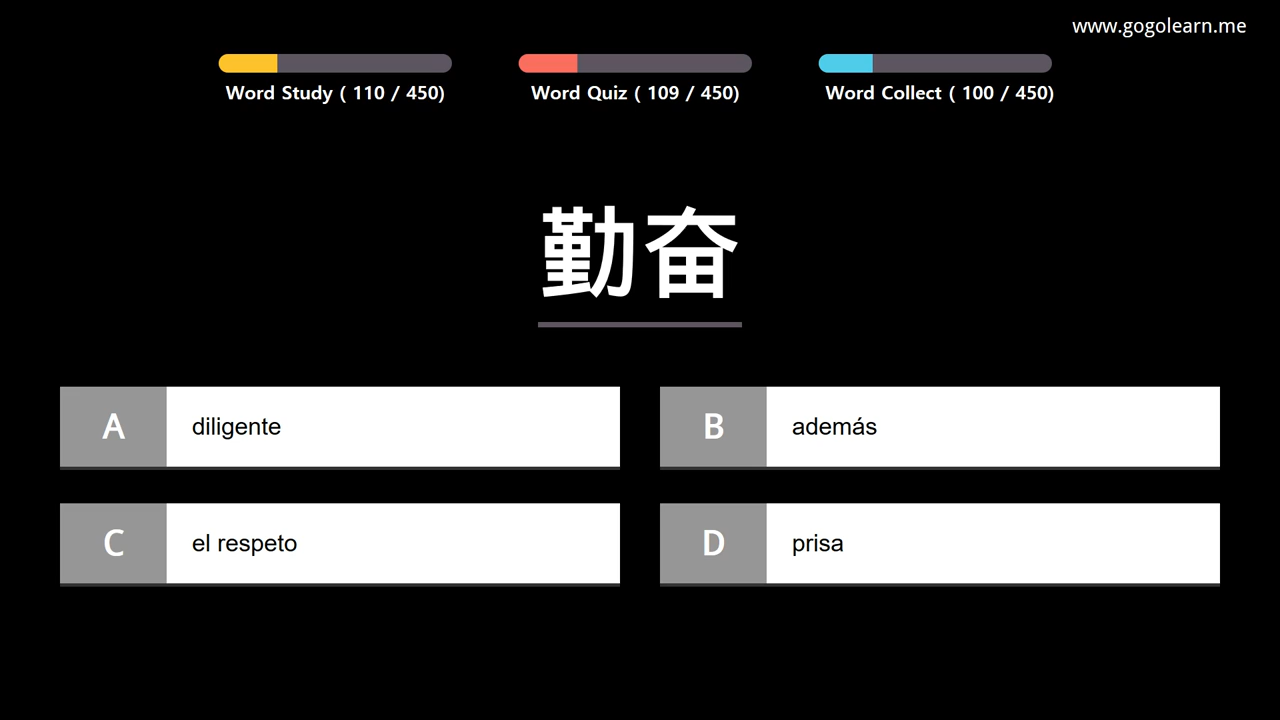 www.gogolearn.me
Word Study ( 110 / 450)
Word Quiz ( 109 / 450)
Word Collect ( 100 / 450)
勤奋
A diligente
B además
C el respeto
D prisa